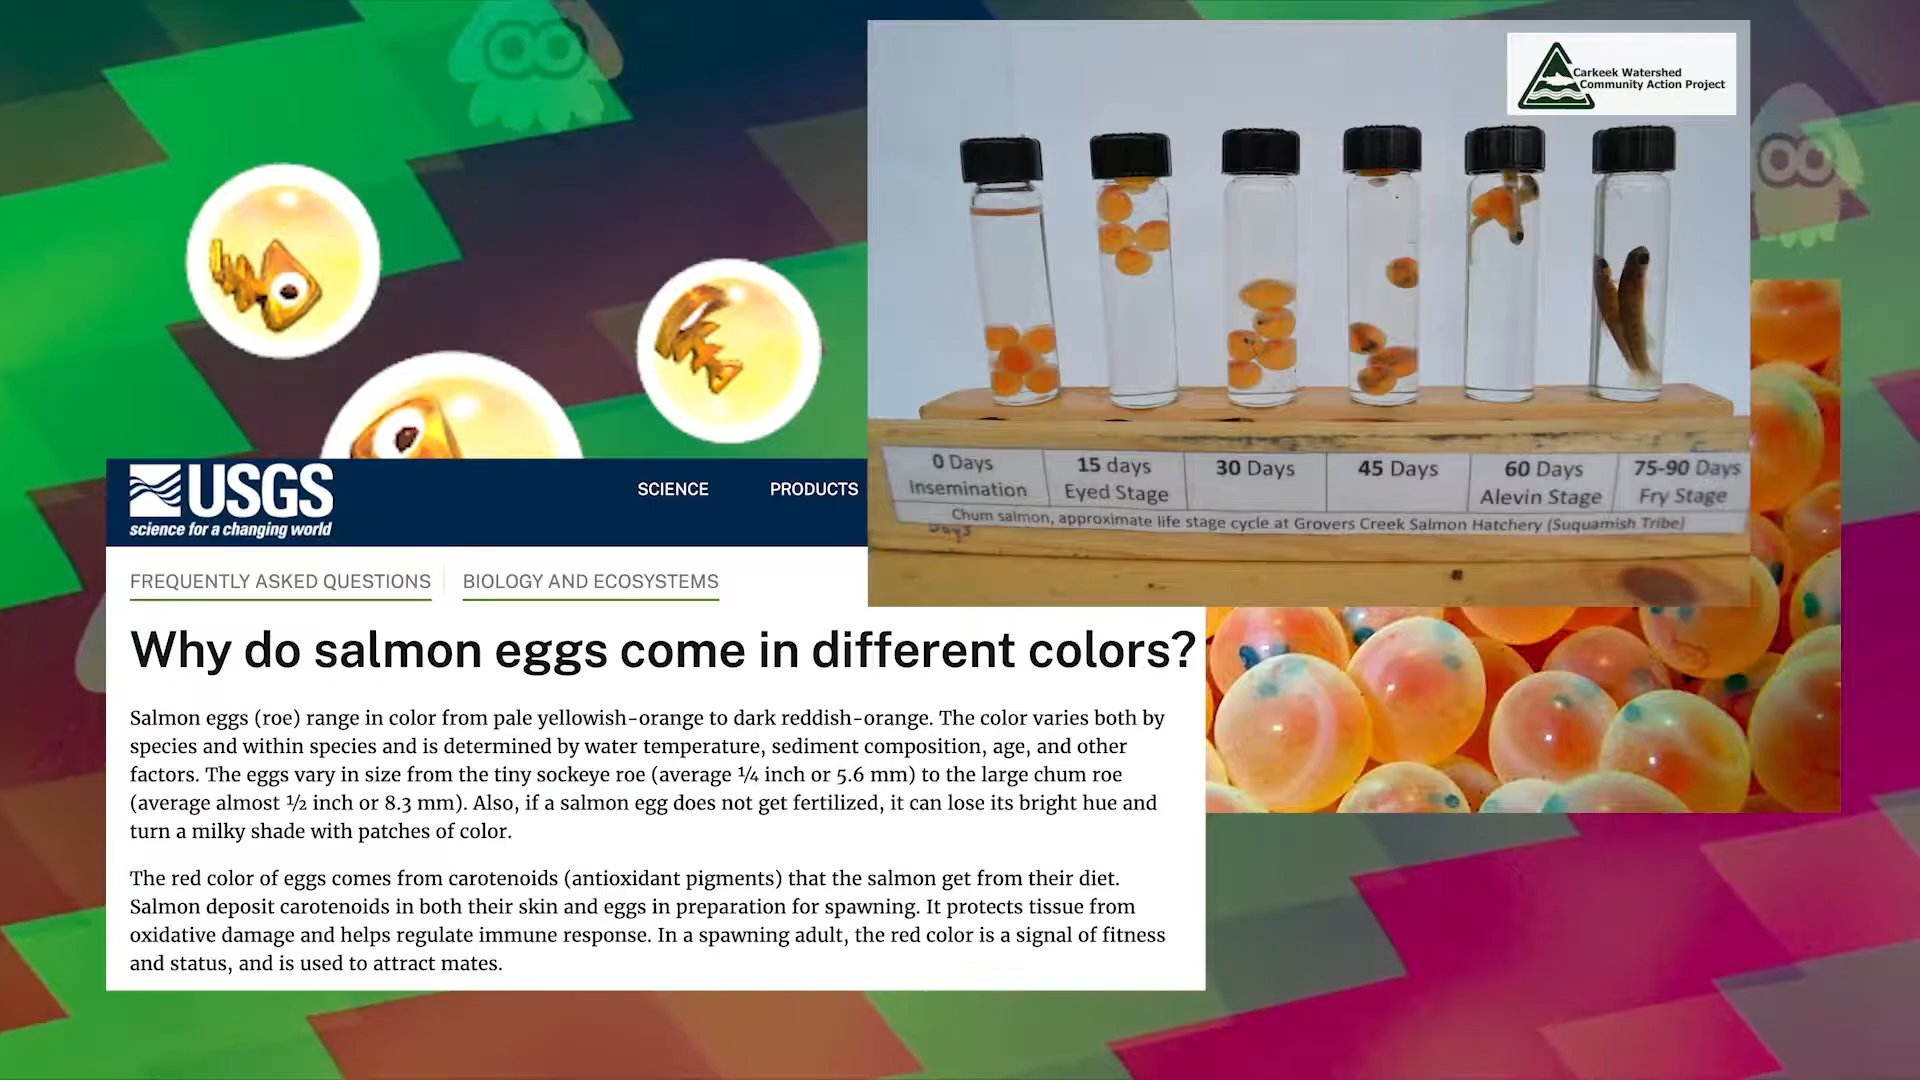 Carkeek Watershed
Community Action Project
0 Days
Insemination
15 days
Eyed Stage
30 Days
45 Days
60 Days
Alevin Stage
75-90 Days
Fry Stage
Chum salmon, approximate life stage cycle at Grovers Creek Salmon Hatchery (Suquamish Tribe)
Days
USGS
science for a changing world
SCIENCE
PRODUCTS
FREQUENTLY ASKED QUESTIONS
BIOLOGY AND ECOSYSTEMS
Why do salmon eggs come in different colors?
Salmon eggs (roe) range in color from pale yellowish-orange to dark reddish-orange. The color varies both by
species and within species and is determined by water temperature, sediment composition, age, and other
factors. The eggs vary in size from the tiny sockeye roe (average ¼ inch or 5.6 mm) to the large chum roe
(average almost ½ inch or 8.3 mm). Also, if a salmon egg does not get fertilized, it can lose its bright hue and
turn a milky shade with patches of color.
The red color of eggs comes from carotenoids (antioxidant pigments) that the salmon get from their diet.
Salmon deposit carotenoids in both their skin and eggs in preparation for spawning. It protects tissue from
oxidative damage and helps regulate immune response. In a spawning adult, the red color is a signal of fitness
and status, and is used to attract mates.